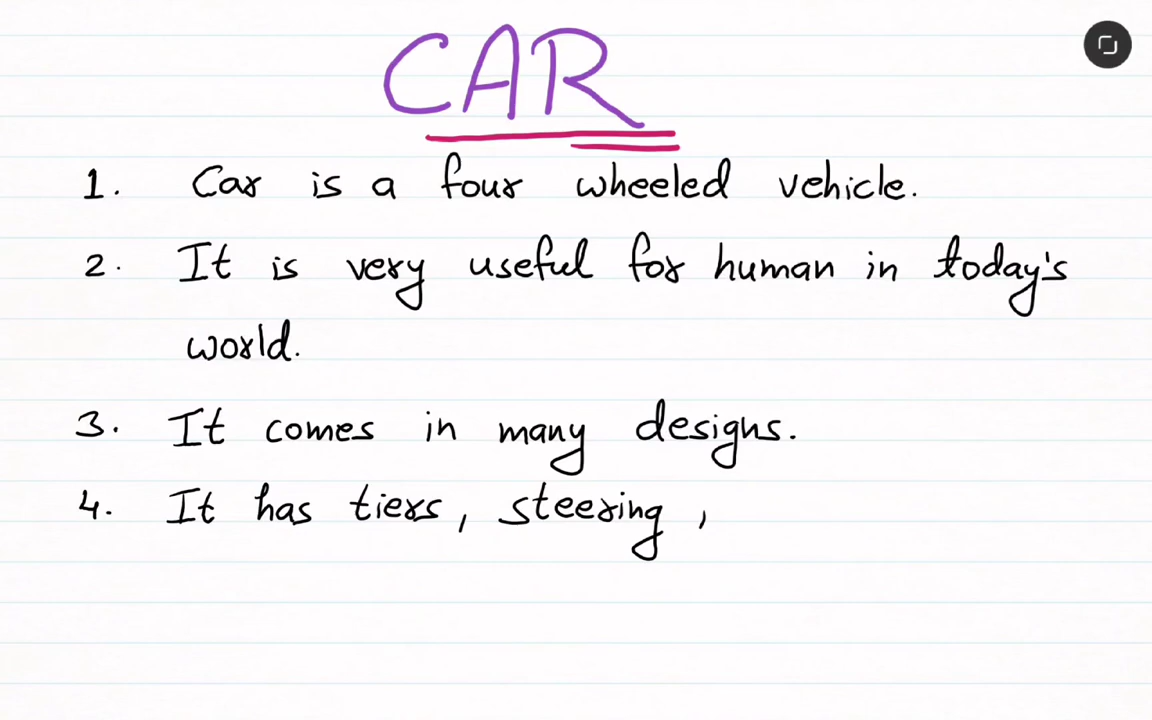 CAR
1. Car is a four wheeled vehicle.
2. It is very useful for human in today's
world.
3. It comes in many designs.
4. It has tiers, steering,